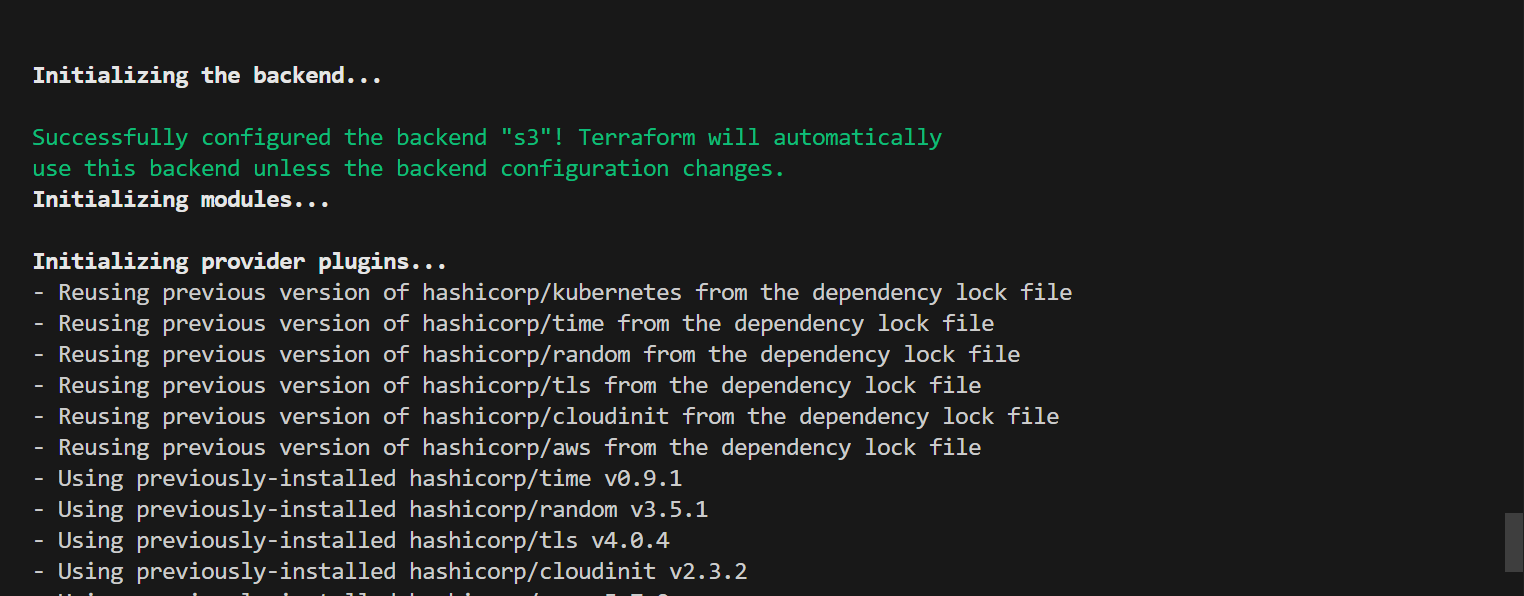 Initializing the backend...
Successfully configured the backend "s3"! Terraform will automatically
use this backend unless the backend configuration changes.
Initializing modules...
Initializing provider plugins...
- Reusing previous version of hashicorp/kubernetes from the dependency lock file
- Reusing previous version of hashicorp/time from the dependency lock file
- Reusing previous version of hashicorp/random from the dependency lock file
- Reusing previous version of hashicorp/tls from the dependency lock file
- Reusing previous version of hashicorp/cloudinit from the dependency lock file
- Reusing previous version of hashicorp/aws from the dependency lock file
- Using previously-installed hashicorp/time v0.9.1
- Using previously-installed hashicorp/random v3.5.1
- Using previously-installed hashicorp/tls v4.0.4
- Using previously-installed hashicorp/cloudinit v2.3.2